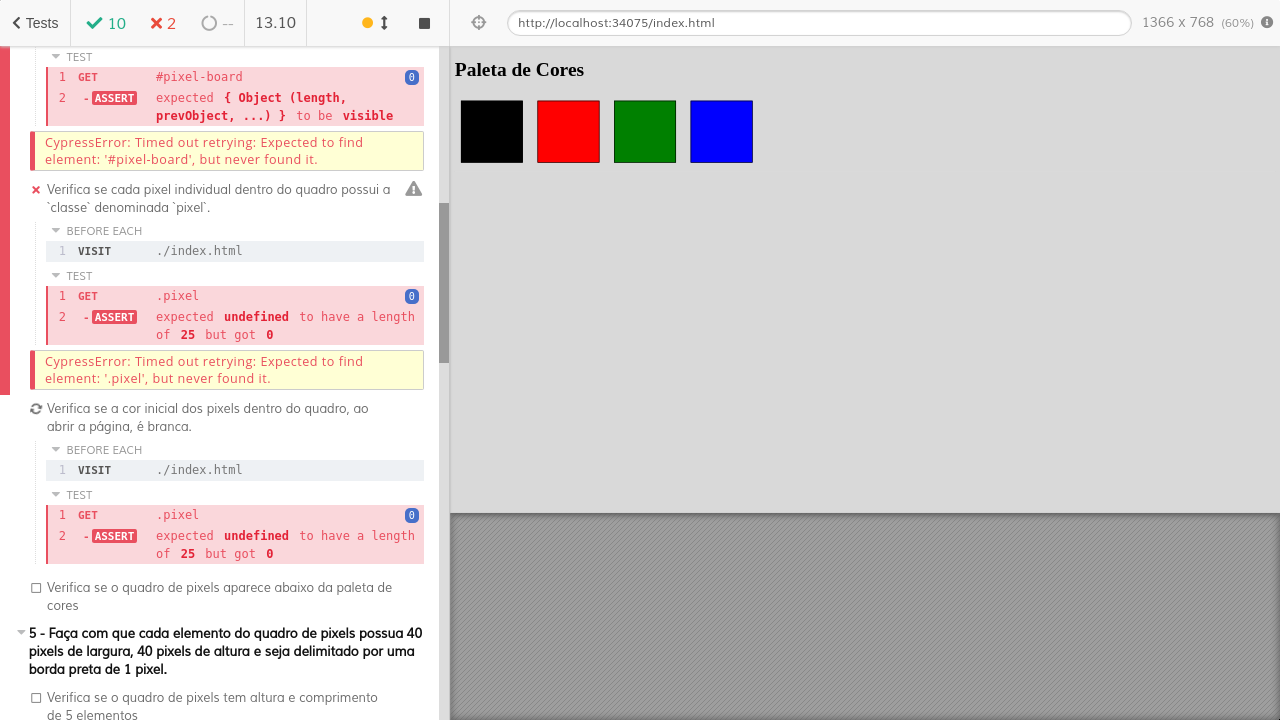 Tests
10
2
--
13.10
http://localhost:34075/index.html
1366 x 768 (60%)
TEST
1 GET #pixel-board 0
2 -ASSERT expected { Object (length,
prevObject, ...) } to be visible
CypressError: Timed out retrying: Expected to find
element: '#pixel-board', but never found it.
Verifica se cada pixel individual dentro do quadro possui a
`classe` denominada `pixel`.
BEFORE EACH
1 VISIT ./index.html
TEST
1 GET .pixel 0
2 -ASSERT expected undefined to have a length
of 25 but got 0
CypressError: Timed out retrying: Expected to find
element: '.pixel', but never found it.
Verifica se a cor inicial dos pixels dentro do quadro, ao
abrir a página, é branca.
BEFORE EACH
1 VISIT ./index.html
TEST
1 GET .pixel 0
2 -ASSERT expected undefined to have a length
of 25 but got 0
Verifica se o quadro de pixels aparece abaixo da paleta de
cores
5 - Faça com que cada elemento do quadro de pixels possua 40
pixels de largura, 40 pixels de altura e seja delimitado por uma
borda preta de 1 pixel.
Verifica se o quadro de pixels tem altura e comprimento
de 5 elementos
Paleta de Cores